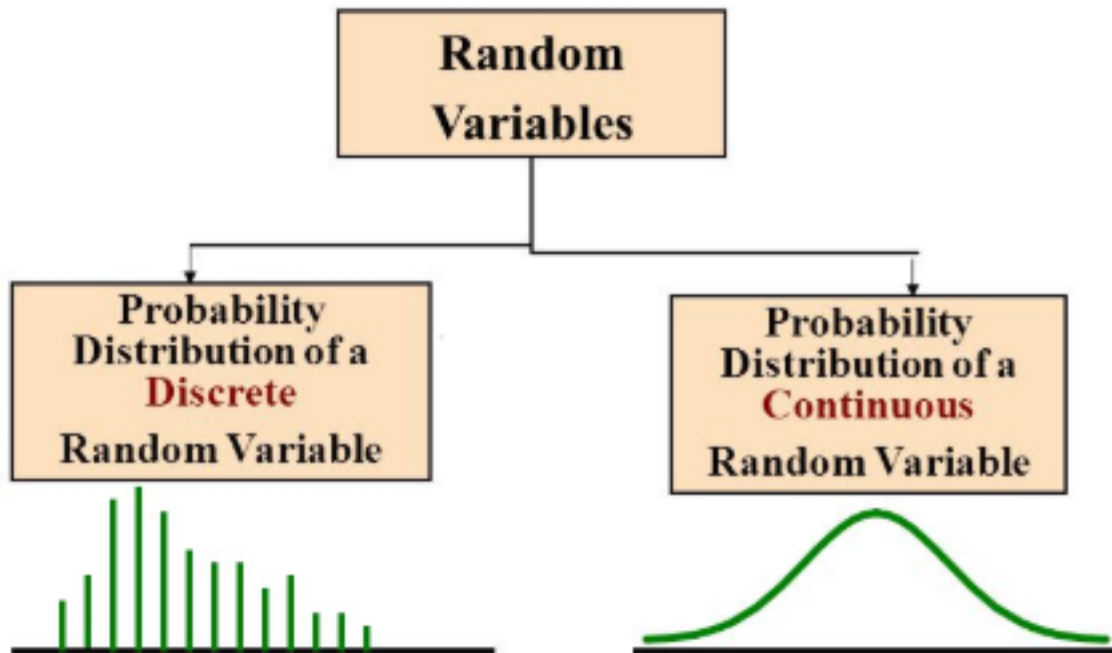 Random
Variables
Probability
Distribution of a
Discrete
Random Variable
Probability
Distribution of a
Continuous
Random Variable